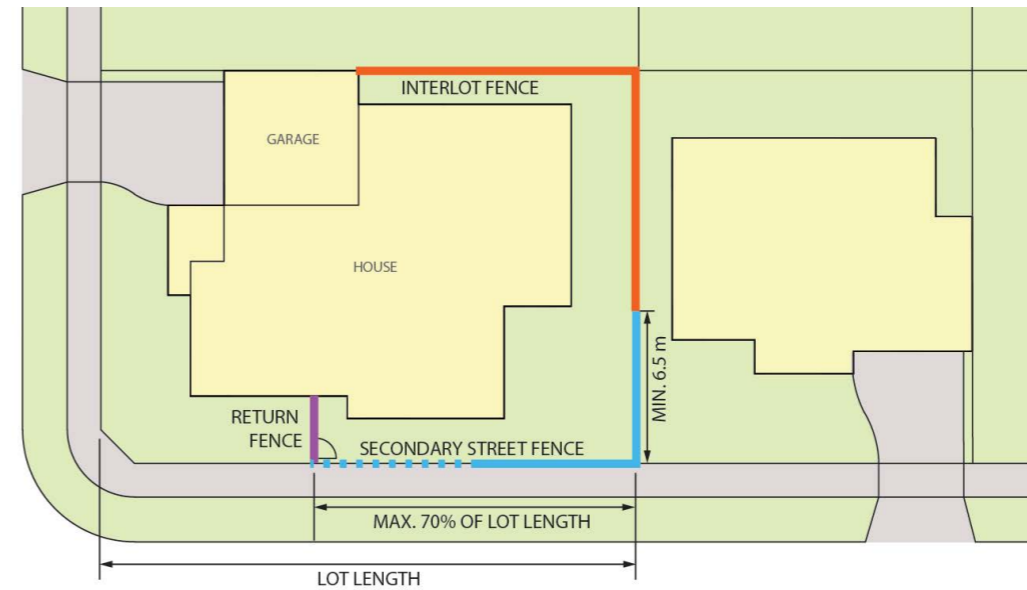 INTERLOT FENCE
GARAGE
HOUSE
MIN. 6.5 m
RETURN
FENCE
SECONDARY STREET FENCE
MAX. 70% OF LOT LENGTH
LOT LENGTH